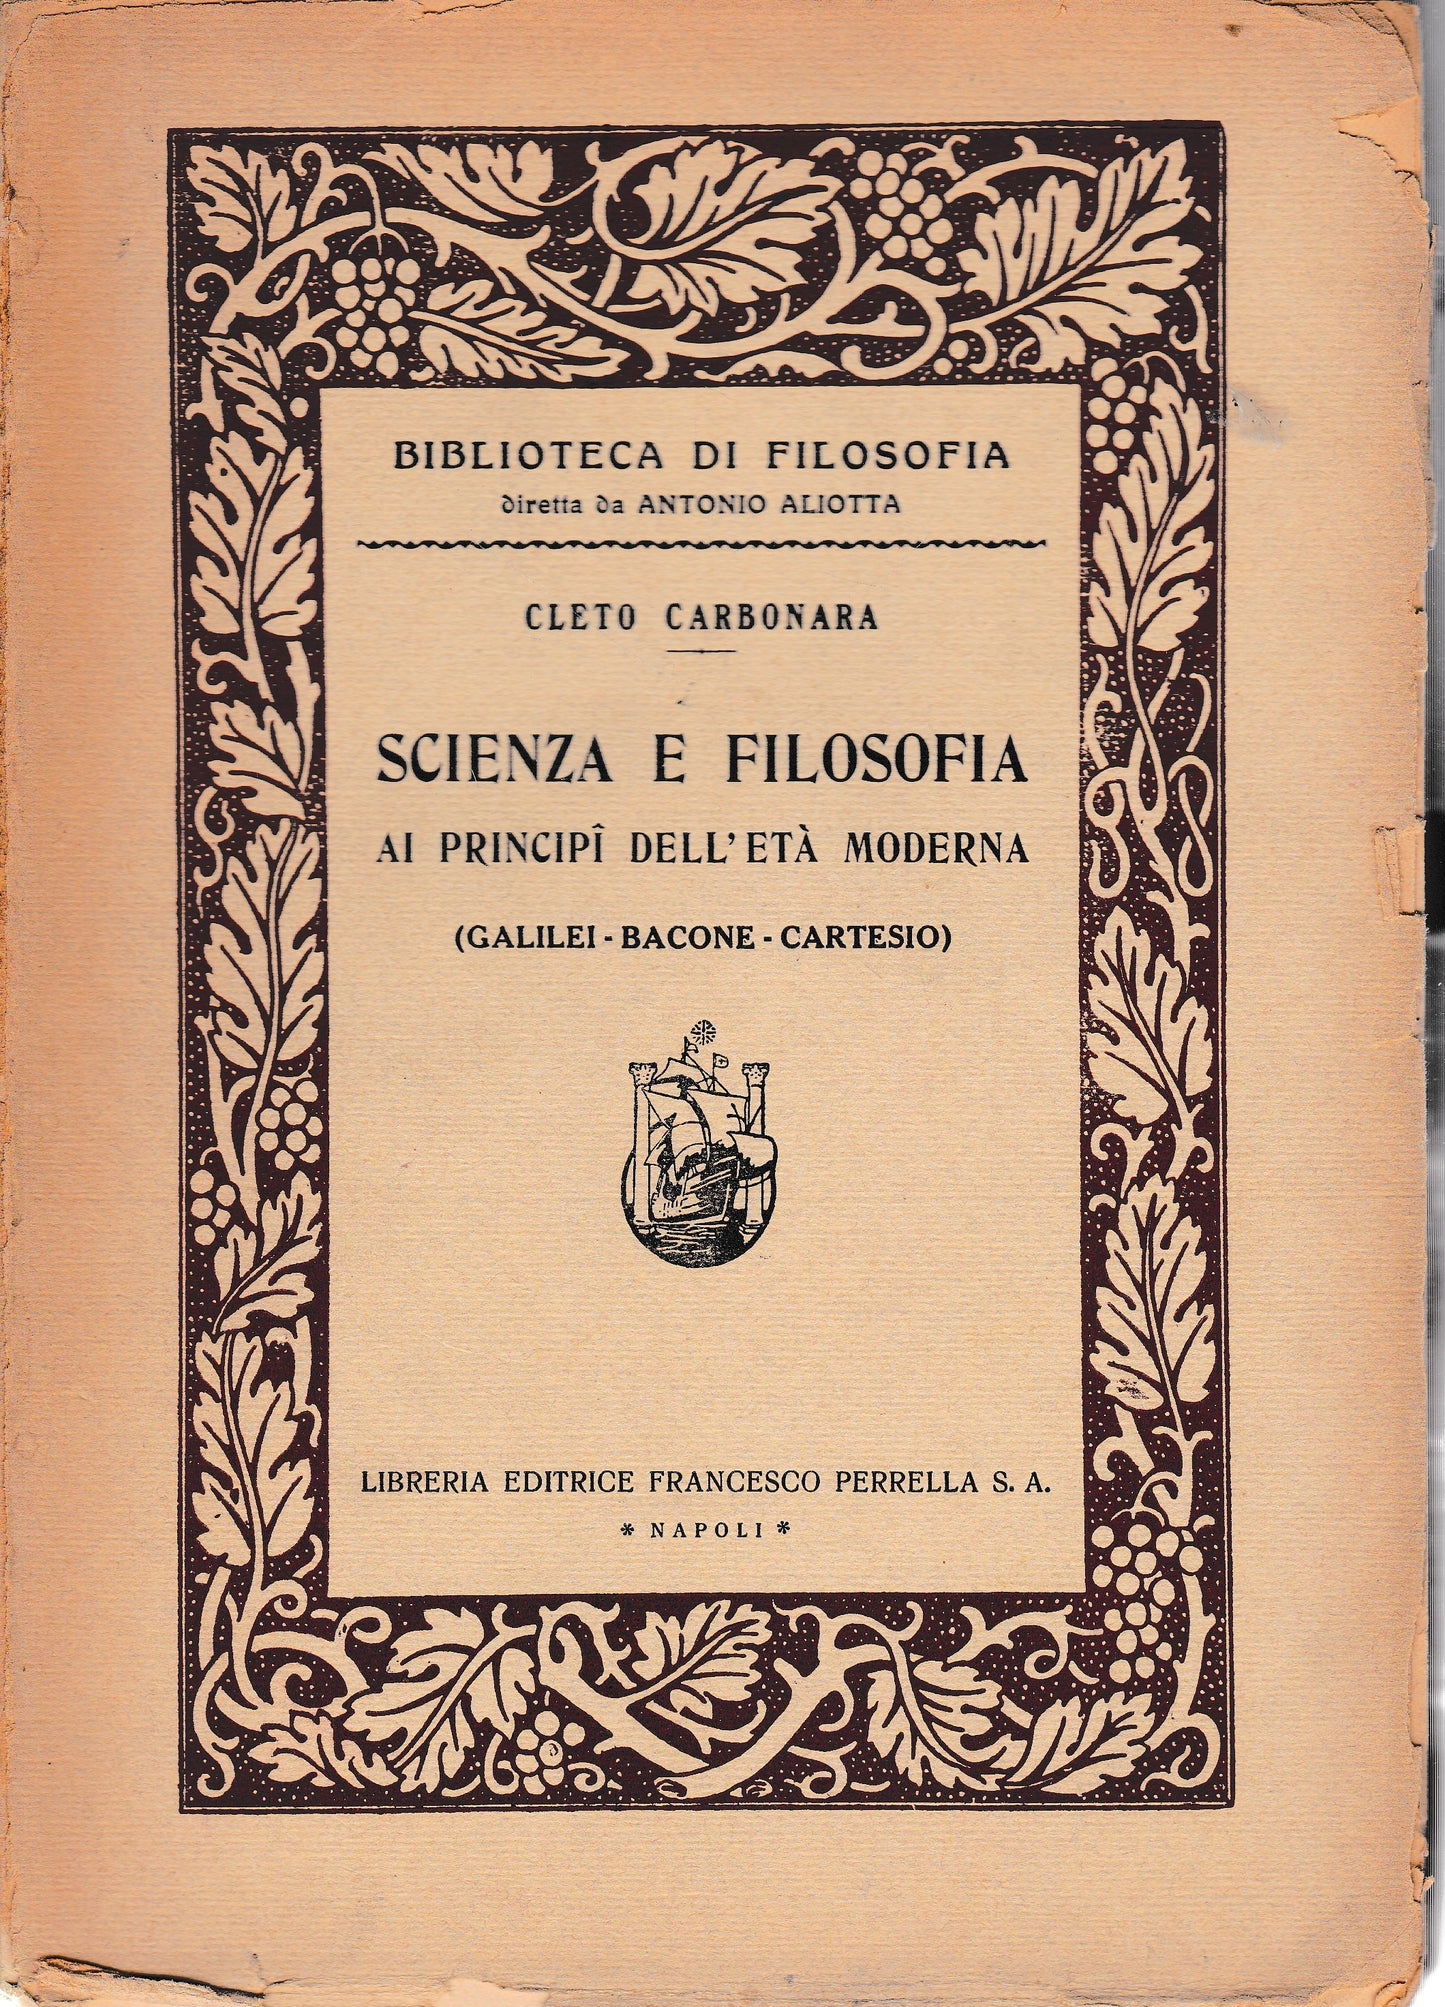 BIBLIOTECA DI FILOSOFIA
diretta da ANTONIO ALIOTTA
CLETO CARBONARA
SCIENZA E FILOSOFIA
AI PRINCIPÎ DELL'ETÀ MODERNA
(GALILEI - BACONE - CARTESIO)
LIBRERIA EDITRICE FRANCESCO PERRELLA S. A.
* NAPOLI *